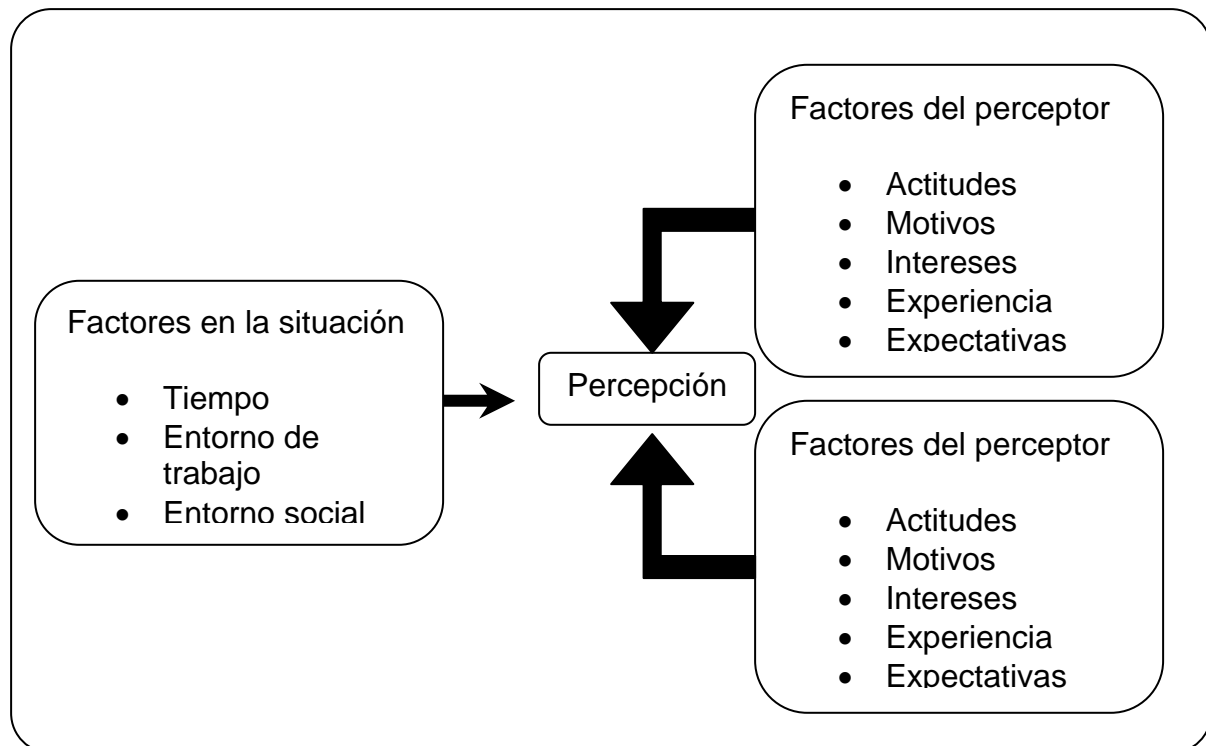 Factores del perceptor
• Actitudes
• Motivos
• Intereses
• Experiencia
• Expectativas
Factores en la situación
• Tiempo
• Entorno de
trabajo
• Entorno social
Percepción
Factores del perceptor
• Actitudes
• Motivos
• Intereses
• Experiencia
• Expectativas